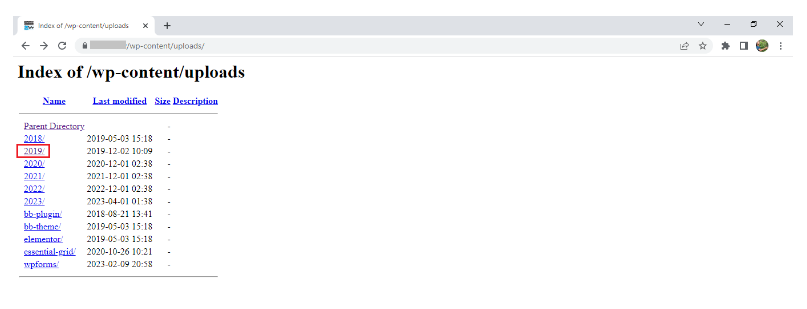 Index of /wp-content/uploads
/wp-content/uploads/
Index of /wp-content/uploads
Name Last modified Size Description
Parent Directory -
2018/ 2019-05-03 15:18 -
2019/ 2019-12-02 10:09 -
2020/ 2020-12-01 02:38 -
2021/ 2021-12-01 02:38 -
2022/ 2022-12-01 02:38 -
2023/ 2023-04-01 01:38 -
bb-plugin/ 2018-08-21 13:41 -
bb-theme/ 2019-05-03 15:18 -
elementor/ 2019-05-03 15:18 -
essential-grid/ 2020-10-26 10:21 -
wpforms/ 2023-02-09 20:58 -